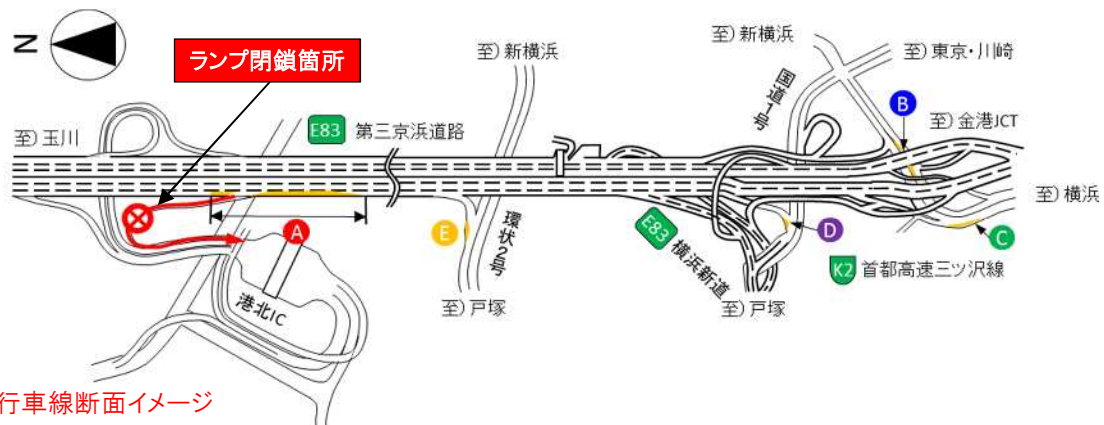 N
ランプ閉鎖箇所
至) 玉川
E83 第三京浜道路
至) 新横浜
環状2号
至) 戸塚
至) 新横浜
国道1号
至) 東京・川崎
B
至) 金港JCT
至) 横浜
A
E
D
C
E83 横浜新道
K2 首都高速三ツ沢線
至) 戸塚
港北IC
行車線断面イメージ